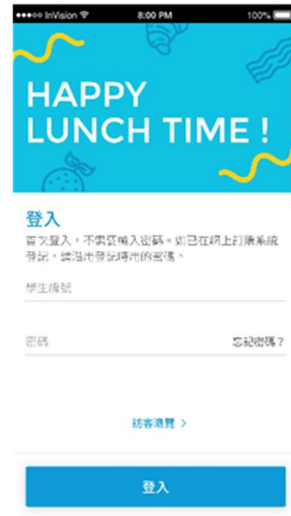 InVision 8:00 PM 100%
HAPPY
LUNCH TIME !
登入
首次登入，不需要輸入密碼。如已在網上訂購系統
登記，請沿用登記時用的密碼。
學生編號
密碼 忘記密碼？
訪客瀏覽 >
登入